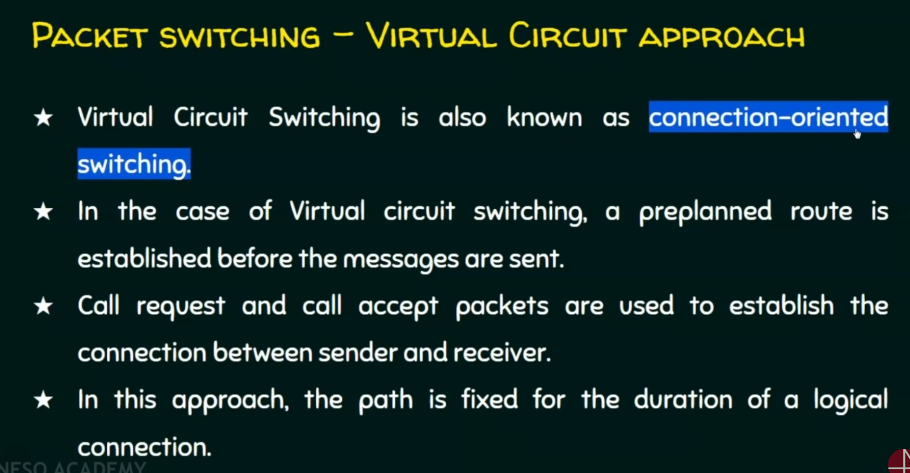 Packet switching – Virtual Circuit approach
★ Virtual Circuit Switching is also known as connection-oriented
switching.
★ In the case of Virtual circuit switching, a preplanned route is
established before the messages are sent.
★ Call request and call accept packets are used to establish the
connection between sender and receiver.
★ In this approach, the path is fixed for the duration of a logical
connection.
NESO ACADEMY
N